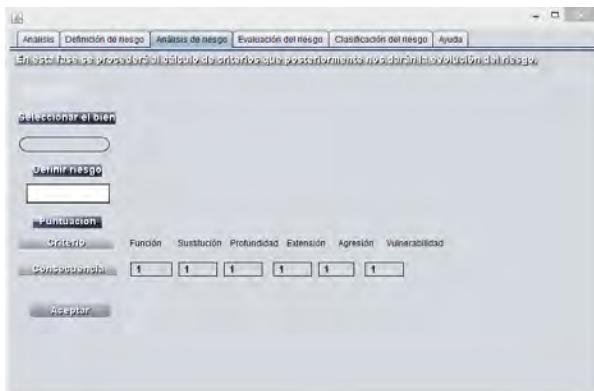 Análisis Definición de riesgo Análisis de riesgo Evaluación del riesgo Clasificación del riesgo Ayuda
En esta fase se procederá al cálculo de criterios que posteriormente nos darán la evolución del riesgo.
Seleccionar el bien
Definir riesgo
Puntuación
Criterio Función Sustitución Profundidad Extensión Agresión Vulnerabilidad
Consecuencia 1 1 1 1 1 1
Aceptar